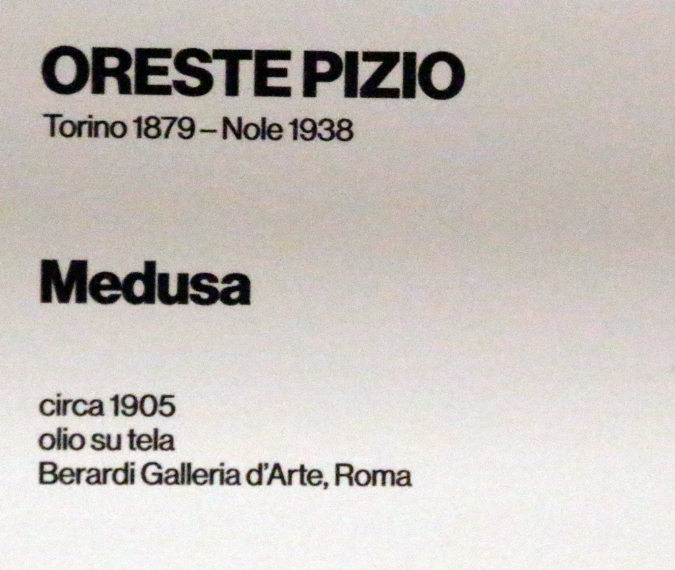 ORESTE PIZIO
Torino 1879 – Nole 1938
Medusa
circa 1905
olio su tela
Berardi Galleria d'Arte, Roma